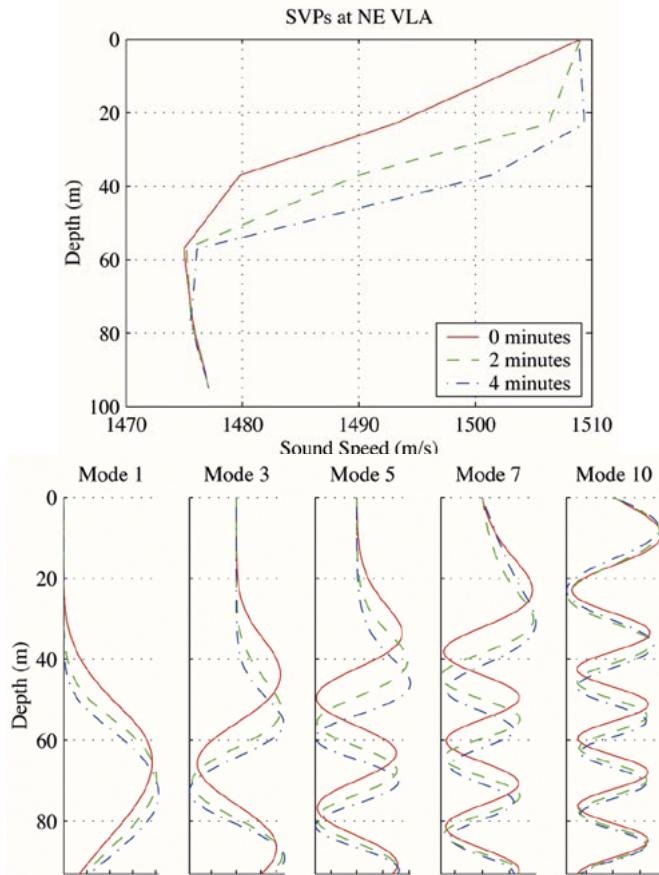 SVPs at NE VLA
0
20
40
60
80
100
Depth (m)
1470
1480
1490
1500
1510
Sound Speed (m/s)
0 minutes
2 minutes
4 minutes
Mode 1
Mode 3
Mode 5
Mode 7
Mode 10
0
20
40
60
80
Depth (m)